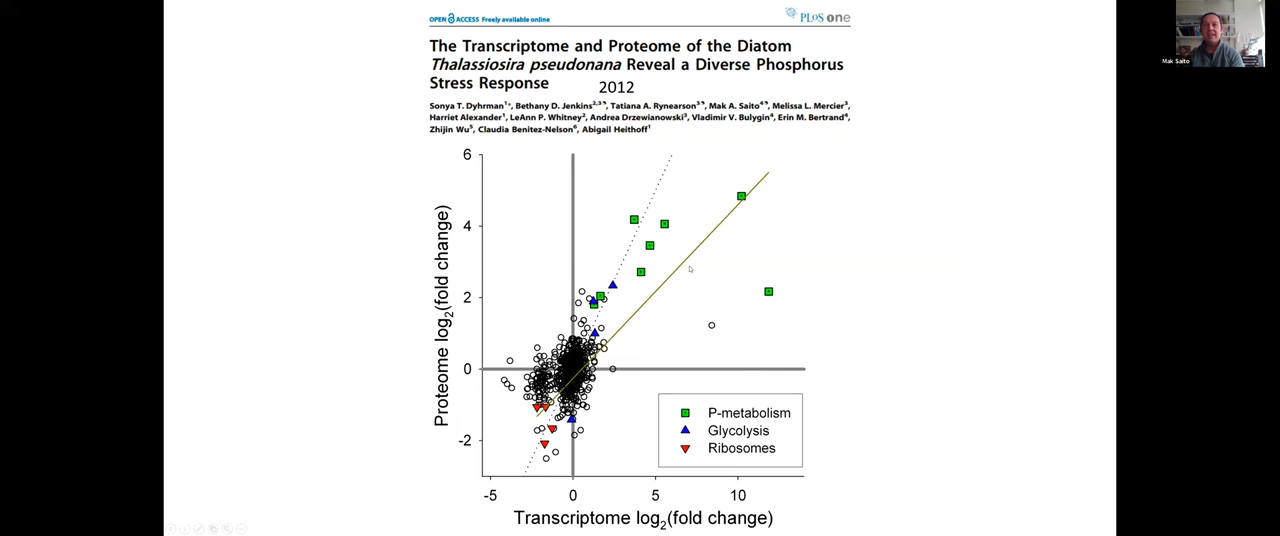 OPEN ACCESS Freely available online
PLoS one
The Transcriptome and Proteome of the Diatom
Thalassiosira pseudonana Reveal a Diverse Phosphorus
Stress Response
2012
Sonya T. Dyhrman¹*, Bethany D. Jenkins²,³¶, Tatiana A. Rynearson³¶, Mak A. Saito⁴¶, Melissa L. Mercier³,
Harriet Alexander¹, LeAnn P. Whitney², Andrea Drzewianowski³, Vladimir V. Bulygin⁴, Erin M. Bertrand⁴,
Zhijin Wu⁵, Claudia Benitez-Nelson⁶, Abigail Heithoff¹
Mak Saito
6
4
2
0
-2
Proteome log₂(fold change)
P-metabolism
Glycolysis
Ribosomes
-5 0 5 10
Transcriptome log₂(fold change)